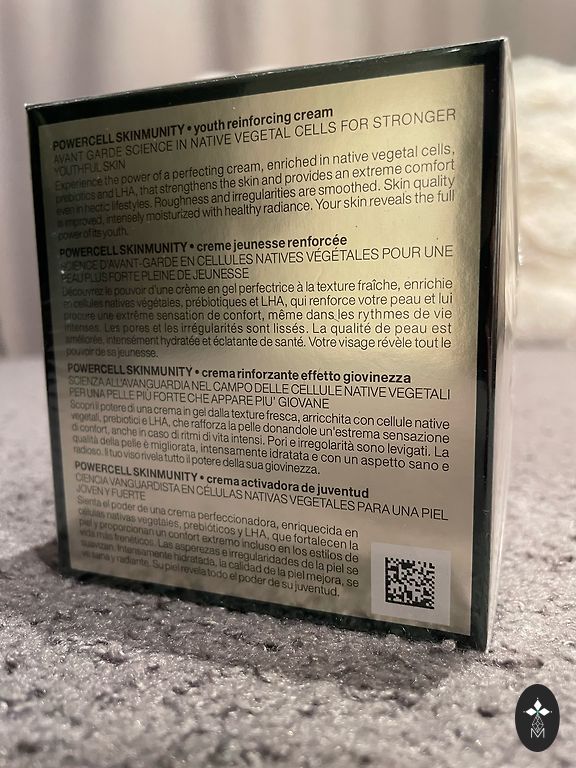 POWERCELL SKINMUNITY • youth reinforcing cream
AVANT GARDE SCIENCE IN NATIVE VEGETAL CELLS FOR STRONGER
YOUTHFUL SKIN
Experience the power of a perfecting cream, enriched in native vegetal cells,
prebiotics and LHA, that strengthens the skin and provides an extreme comfort
even in hectic lifestyles. Roughness and irregularities are smoothed. Skin quality
is improved, intensely moisturized with healthy radiance. Your skin reveals the full
power of its youth.
POWERCELL SKINMUNITY • creme jeunesse renforcée
SCIENCE D'AVANT-GARDE EN CELLULES NATIVES VÉGÉTALES POUR UNE
PEAU PLUS FORTE PLEINE DE JEUNESSE
Découvrez le pouvoir d'une crème en gel perfectrice à la texture fraîche, enrichie
en cellules natives végétales, prébiotiques et LHA, qui renforce votre peau et lui
procure une extrême sensation de confort, même dans les rythmes de vie
intenses. Les pores et les irrégularités sont lissés. La qualité de peau est
améliorée, intensément hydratée et éclatante de santé. Votre visage révèle tout le
pouvoir de sa jeunesse.
POWERCELL SKINMUNITY • crema rinforzante effetto giovinezza
SCIENZA ALL'AVANGUARDIA NEL CAMPO DELLE CELLULE NATIVE VEGETALI
PER UNA PELLE PIÙ FORTE CHE APPARE PIU' GIOVANE
Scopri il potere di una crema in gel dalla texture fresca, arricchita con cellule native
vegetali, prebiotici e LHA, che rafforza la pelle donandole un'estrema sensazione
di confort, anche in caso di ritmi di vita intensi. Pori e irregolarità sono levigati. La
qualità della pelle è migliorata, intensamente idratata e con un aspetto sano e
radioso. Il tuo viso rivela tutto il potere della sua giovinezza.
POWERCELL SKINMUNITY • crema activadora de juventud
CIENCIA VANGUARDISTA EN CÉLULAS NATIVAS VEGETALES PARA UNA PIEL
JOVEN Y FUERTE
Sienta el poder de una crema perfeccionadora, enriquecida en
células nativas vegetales, prebióticos y LHA, que fortalecen la
piel y proporcionan un confort extremo incluso en los estilos de
vida más frenéticos. Las asperezas e irregularidades de la piel se
suavizan. Intensamente hidratada, la calidad de la piel mejora, se
ve sana y radiante. Su piel revela todo el poder de su juventud.
M